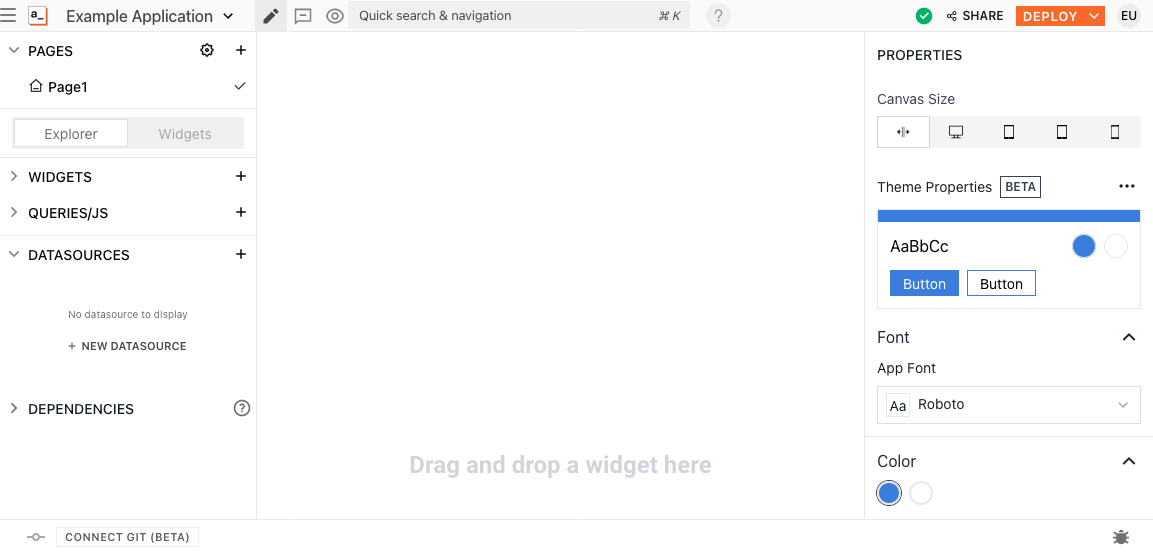 a_ Example Application
Quick search & navigation ⌘ K
?
SHARE
DEPLOY
EU
PAGES
Page1
Explorer Widgets
WIDGETS
QUERIES/JS
DATASOURCES
No datasource to display
+ NEW DATASOURCE
DEPENDENCIES ?
Drag and drop a widget here
PROPERTIES
Canvas Size
Theme Properties BETA
AaBbCc
Button Button
Font
App Font
Aa Roboto
Color
CONNECT GIT (BETA)